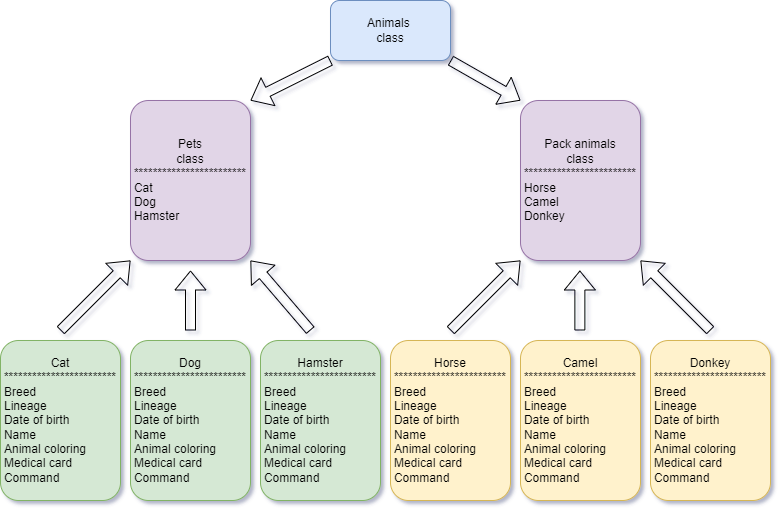 Animals
class
Pets
class
************************
Cat
Dog
Hamster
Pack animals
class
************************
Horse
Camel
Donkey
Cat
************************
Breed
Lineage
Date of birth
Name
Animal coloring
Medical card
Command
Dog
************************
Breed
Lineage
Date of birth
Name
Animal coloring
Medical card
Command
Hamster
************************
Breed
Lineage
Date of birth
Name
Animal coloring
Medical card
Command
Horse
************************
Breed
Lineage
Date of birth
Name
Animal coloring
Medical card
Command
Camel
************************
Breed
Lineage
Date of birth
Name
Animal coloring
Medical card
Command
Donkey
************************
Breed
Lineage
Date of birth
Name
Animal coloring
Medical card
Command